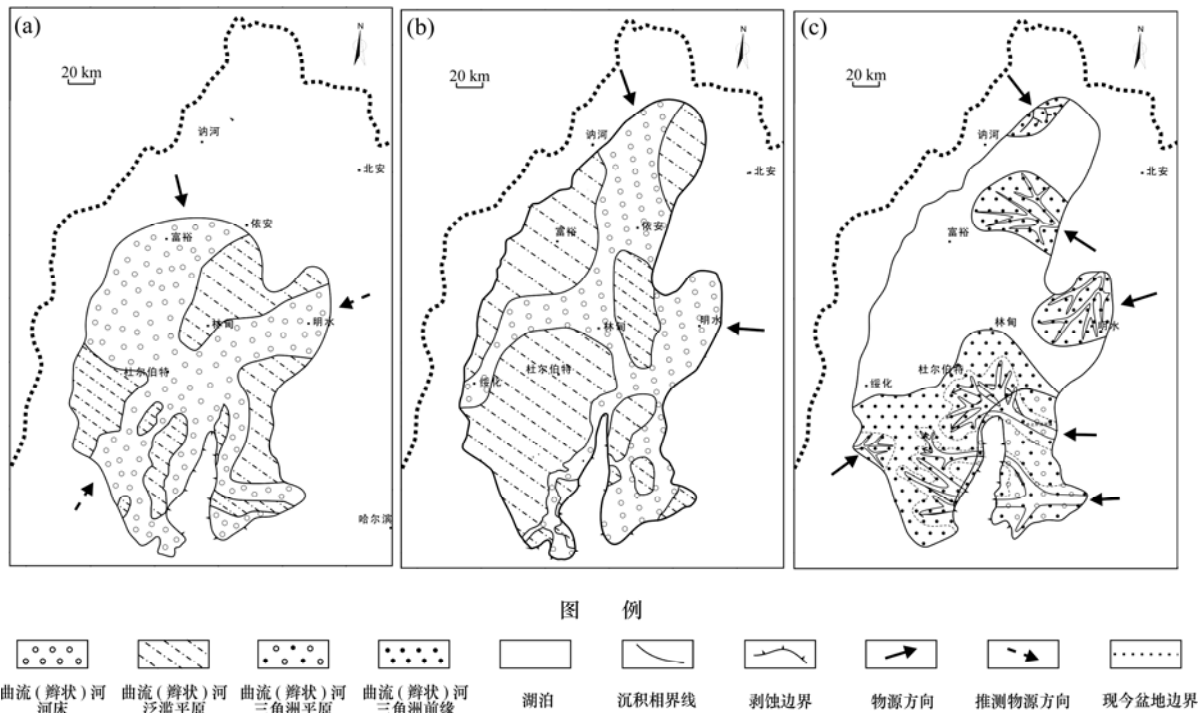 (a)
N
20 km
讷河
北安
依安
富裕
林甸
明水
杜尔伯特
哈尔滨
(b)
N
20 km
讷河
北安
富裕
依安
林甸
明水
杜尔伯特
绥化
(c)
N
20 km
讷河
北安
富裕
明水
林甸
杜尔伯特
绥化
图 例
曲流(辫状)河
河床
曲流(辫状)河
泛滥平原
曲流(辫状)河
三角洲平原
曲流(辫状)河
三角洲前缘
湖泊
沉积相界线
剥蚀边界
物源方向
推测物源方向
现今盆地边界